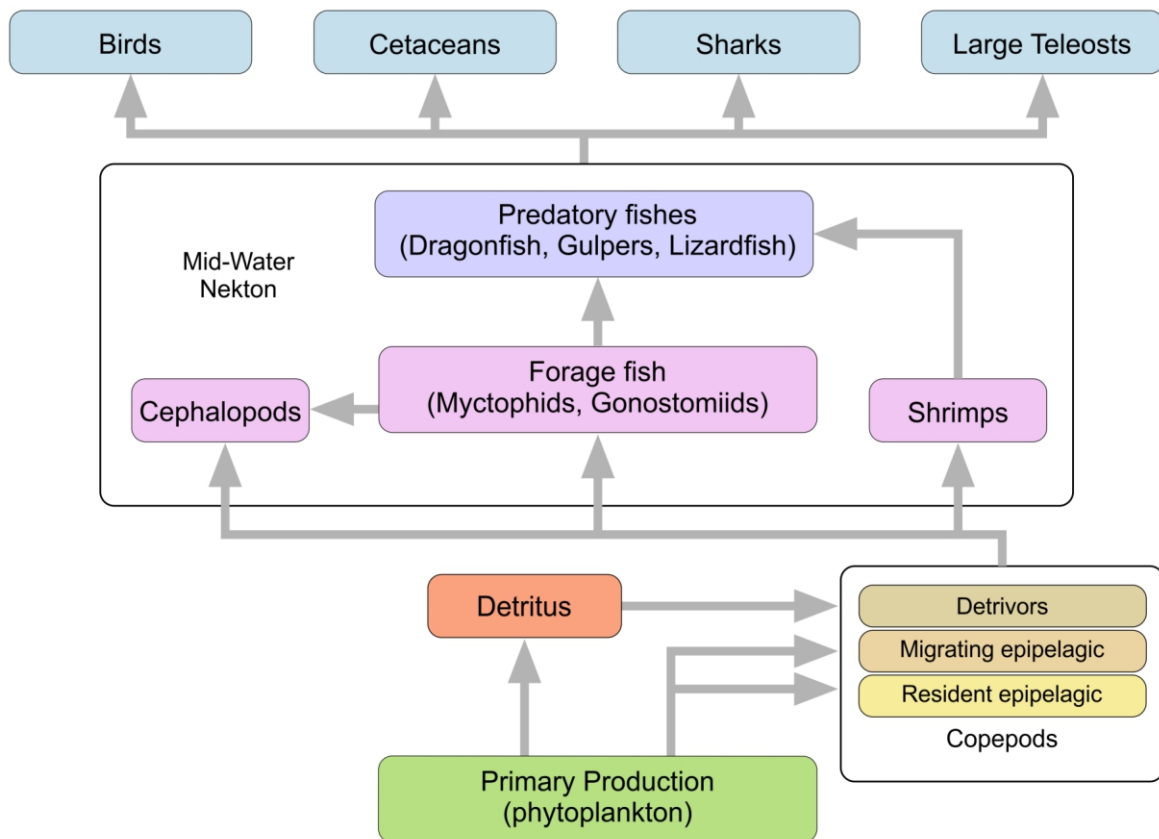 Birds
Cetaceans
Sharks
Large Teleosts
Predatory fishes
(Dragonfish, Gulpers, Lizardfish)
Mid-Water
Nekton
Forage fish
(Myctophids, Gonostomiids)
Cephalopods
Shrimps
Detritus
Detrivors
Migrating epipelagic
Resident epipelagic
Copepods
Primary Production
(phytoplankton)